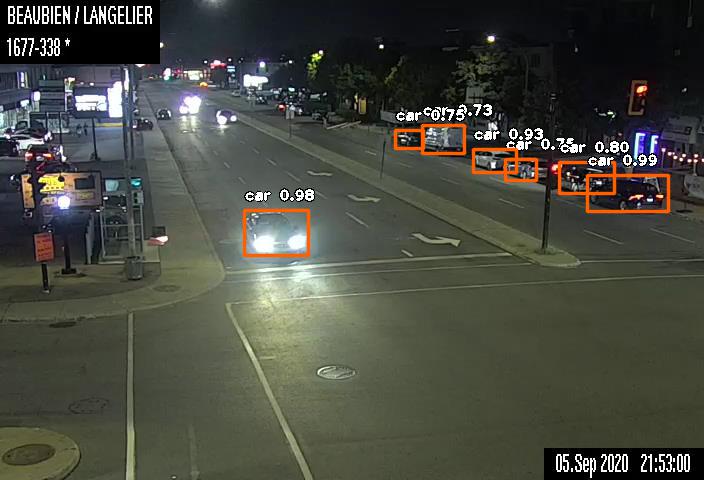 BEAUBIEN / LANGELIER
1677-338 *
car 0.73
car 0.75
car 0.93
car 0.80
car 0.99
car 0.98
05.Sep 2020 21:53:00